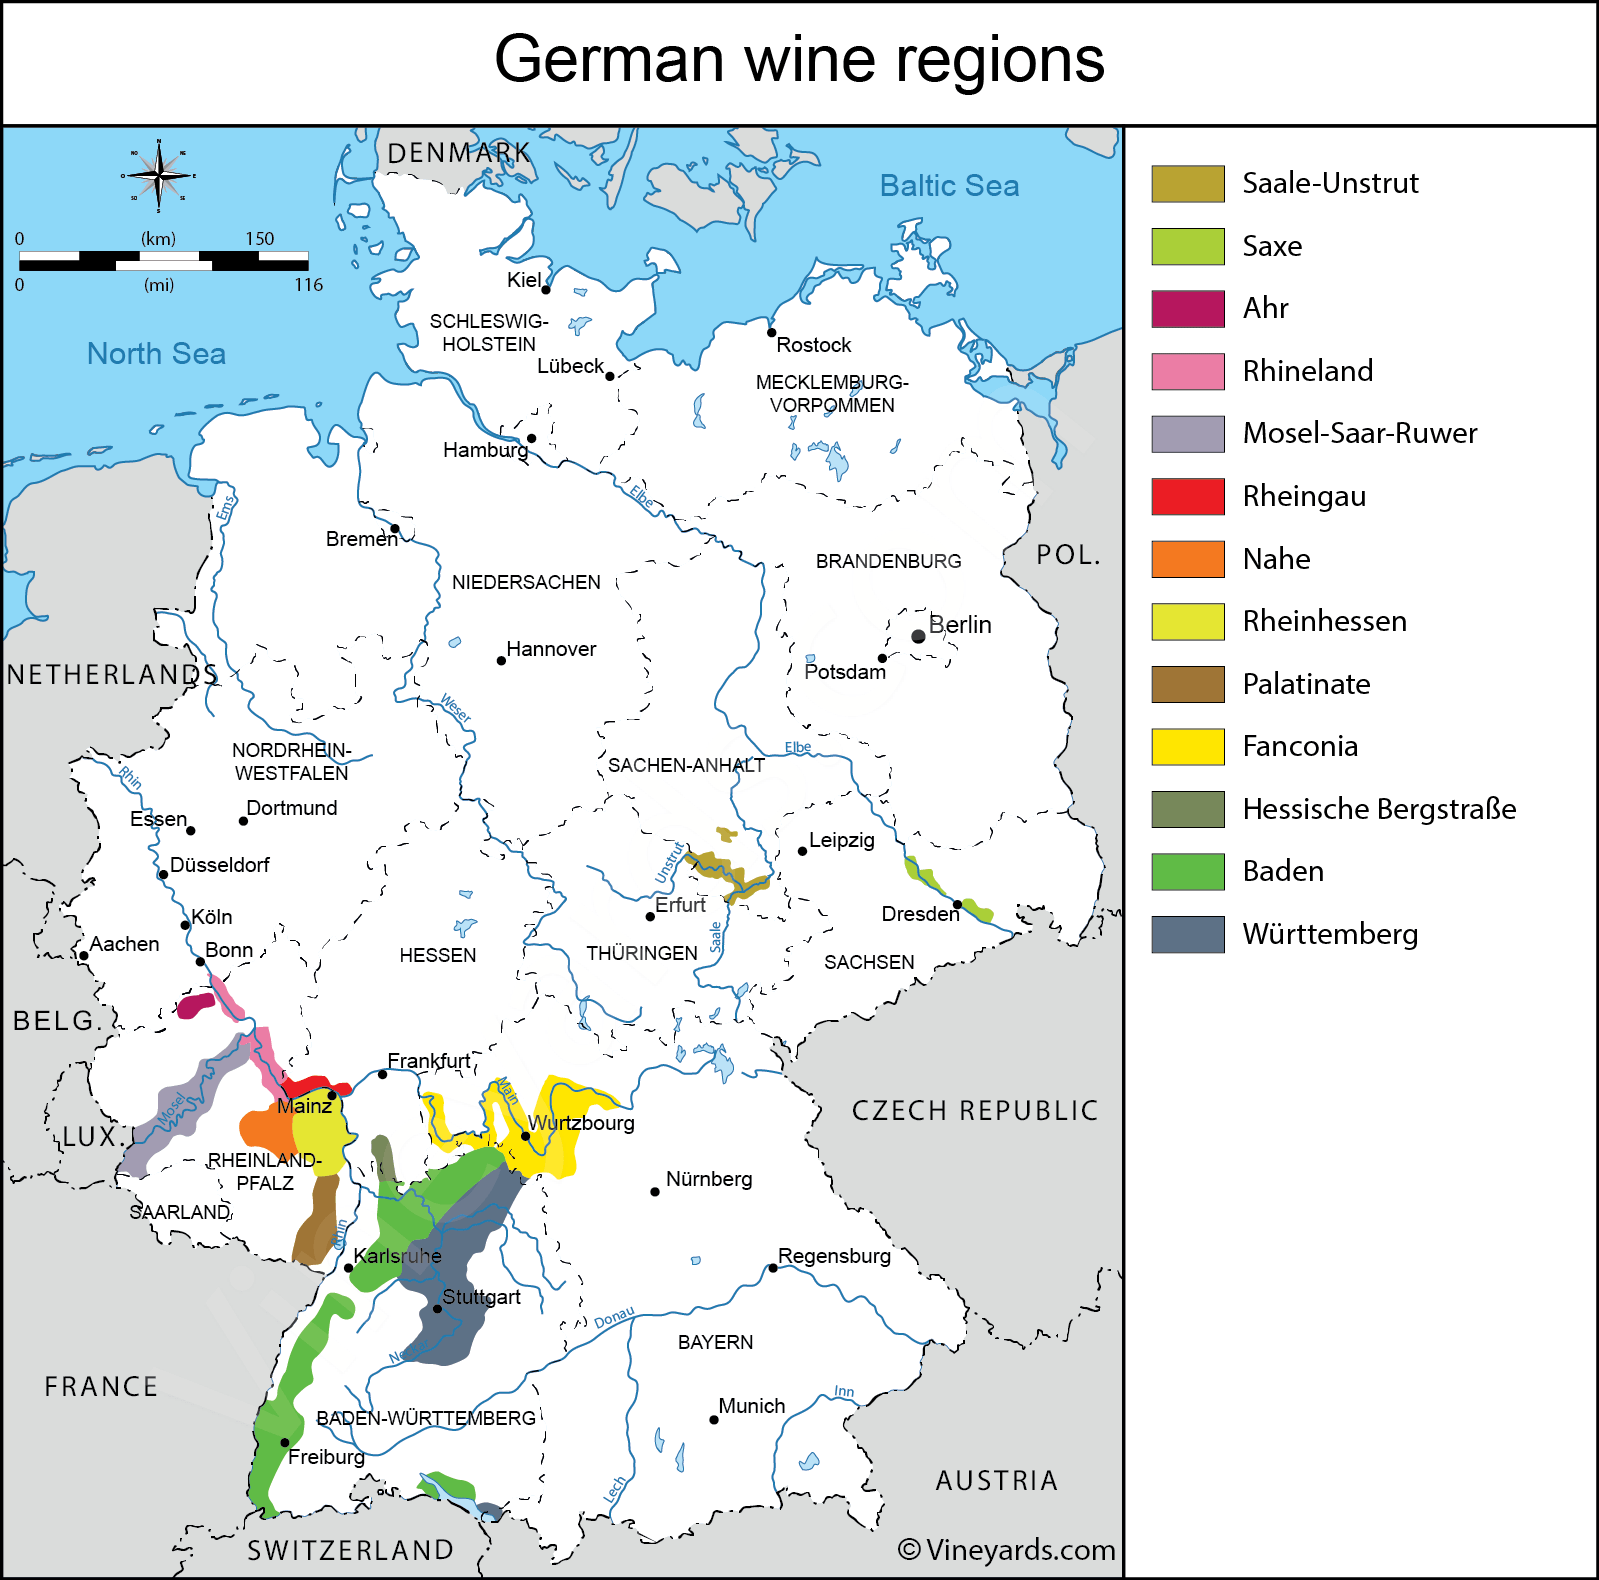 German wine regions
DENMARK
Baltic Sea
N
NO
NE
O
E
SO
SE
S
0 (km) 150
0 (mi) 116
Kiel
SCHLESWIG-
HOLSTEIN
North Sea
Lübeck
Rostock
MECKLEMBURG-
VORPOMMEN
Hamburg
Elbe
Ems
Bremen
NIEDERSACHEN
BRANDENBURG
POL.
Berlin
Hannover
Potsdam
NETHERLANDS
Weser
NORDRHEIN-
WESTFALEN
SACHEN-ANHALT
Elbe
Rhin
Dortmund
Essen
Leipzig
Düsseldorf
Unstrut
Erfurt
Dresden
Köln
Aachen
Bonn
HESSEN
THÜRINGEN
Saale
SACHSEN
BELG.
Frankfurt
Main
Mosel
Mainz
Wurtzbourg
CZECH REPUBLIC
LUX.
RHEINLAND-
PFALZ
Nürnberg
SAARLAND
Rhin
Karlsruhe
Regensburg
Stuttgart
Donau
BAYERN
FRANCE
Inn
Munich
BADEN-WÜRTTEMBERG
Freiburg
Lech
AUSTRIA
SWITZERLAND
© Vineyards.com
Saale-Unstrut
Saxe
Ahr
Rhineland
Mosel-Saar-Ruwer
Rheingau
Nahe
Rheinhessen
Palatinate
Fanconia
Hessische Bergstraße
Baden
Württemberg